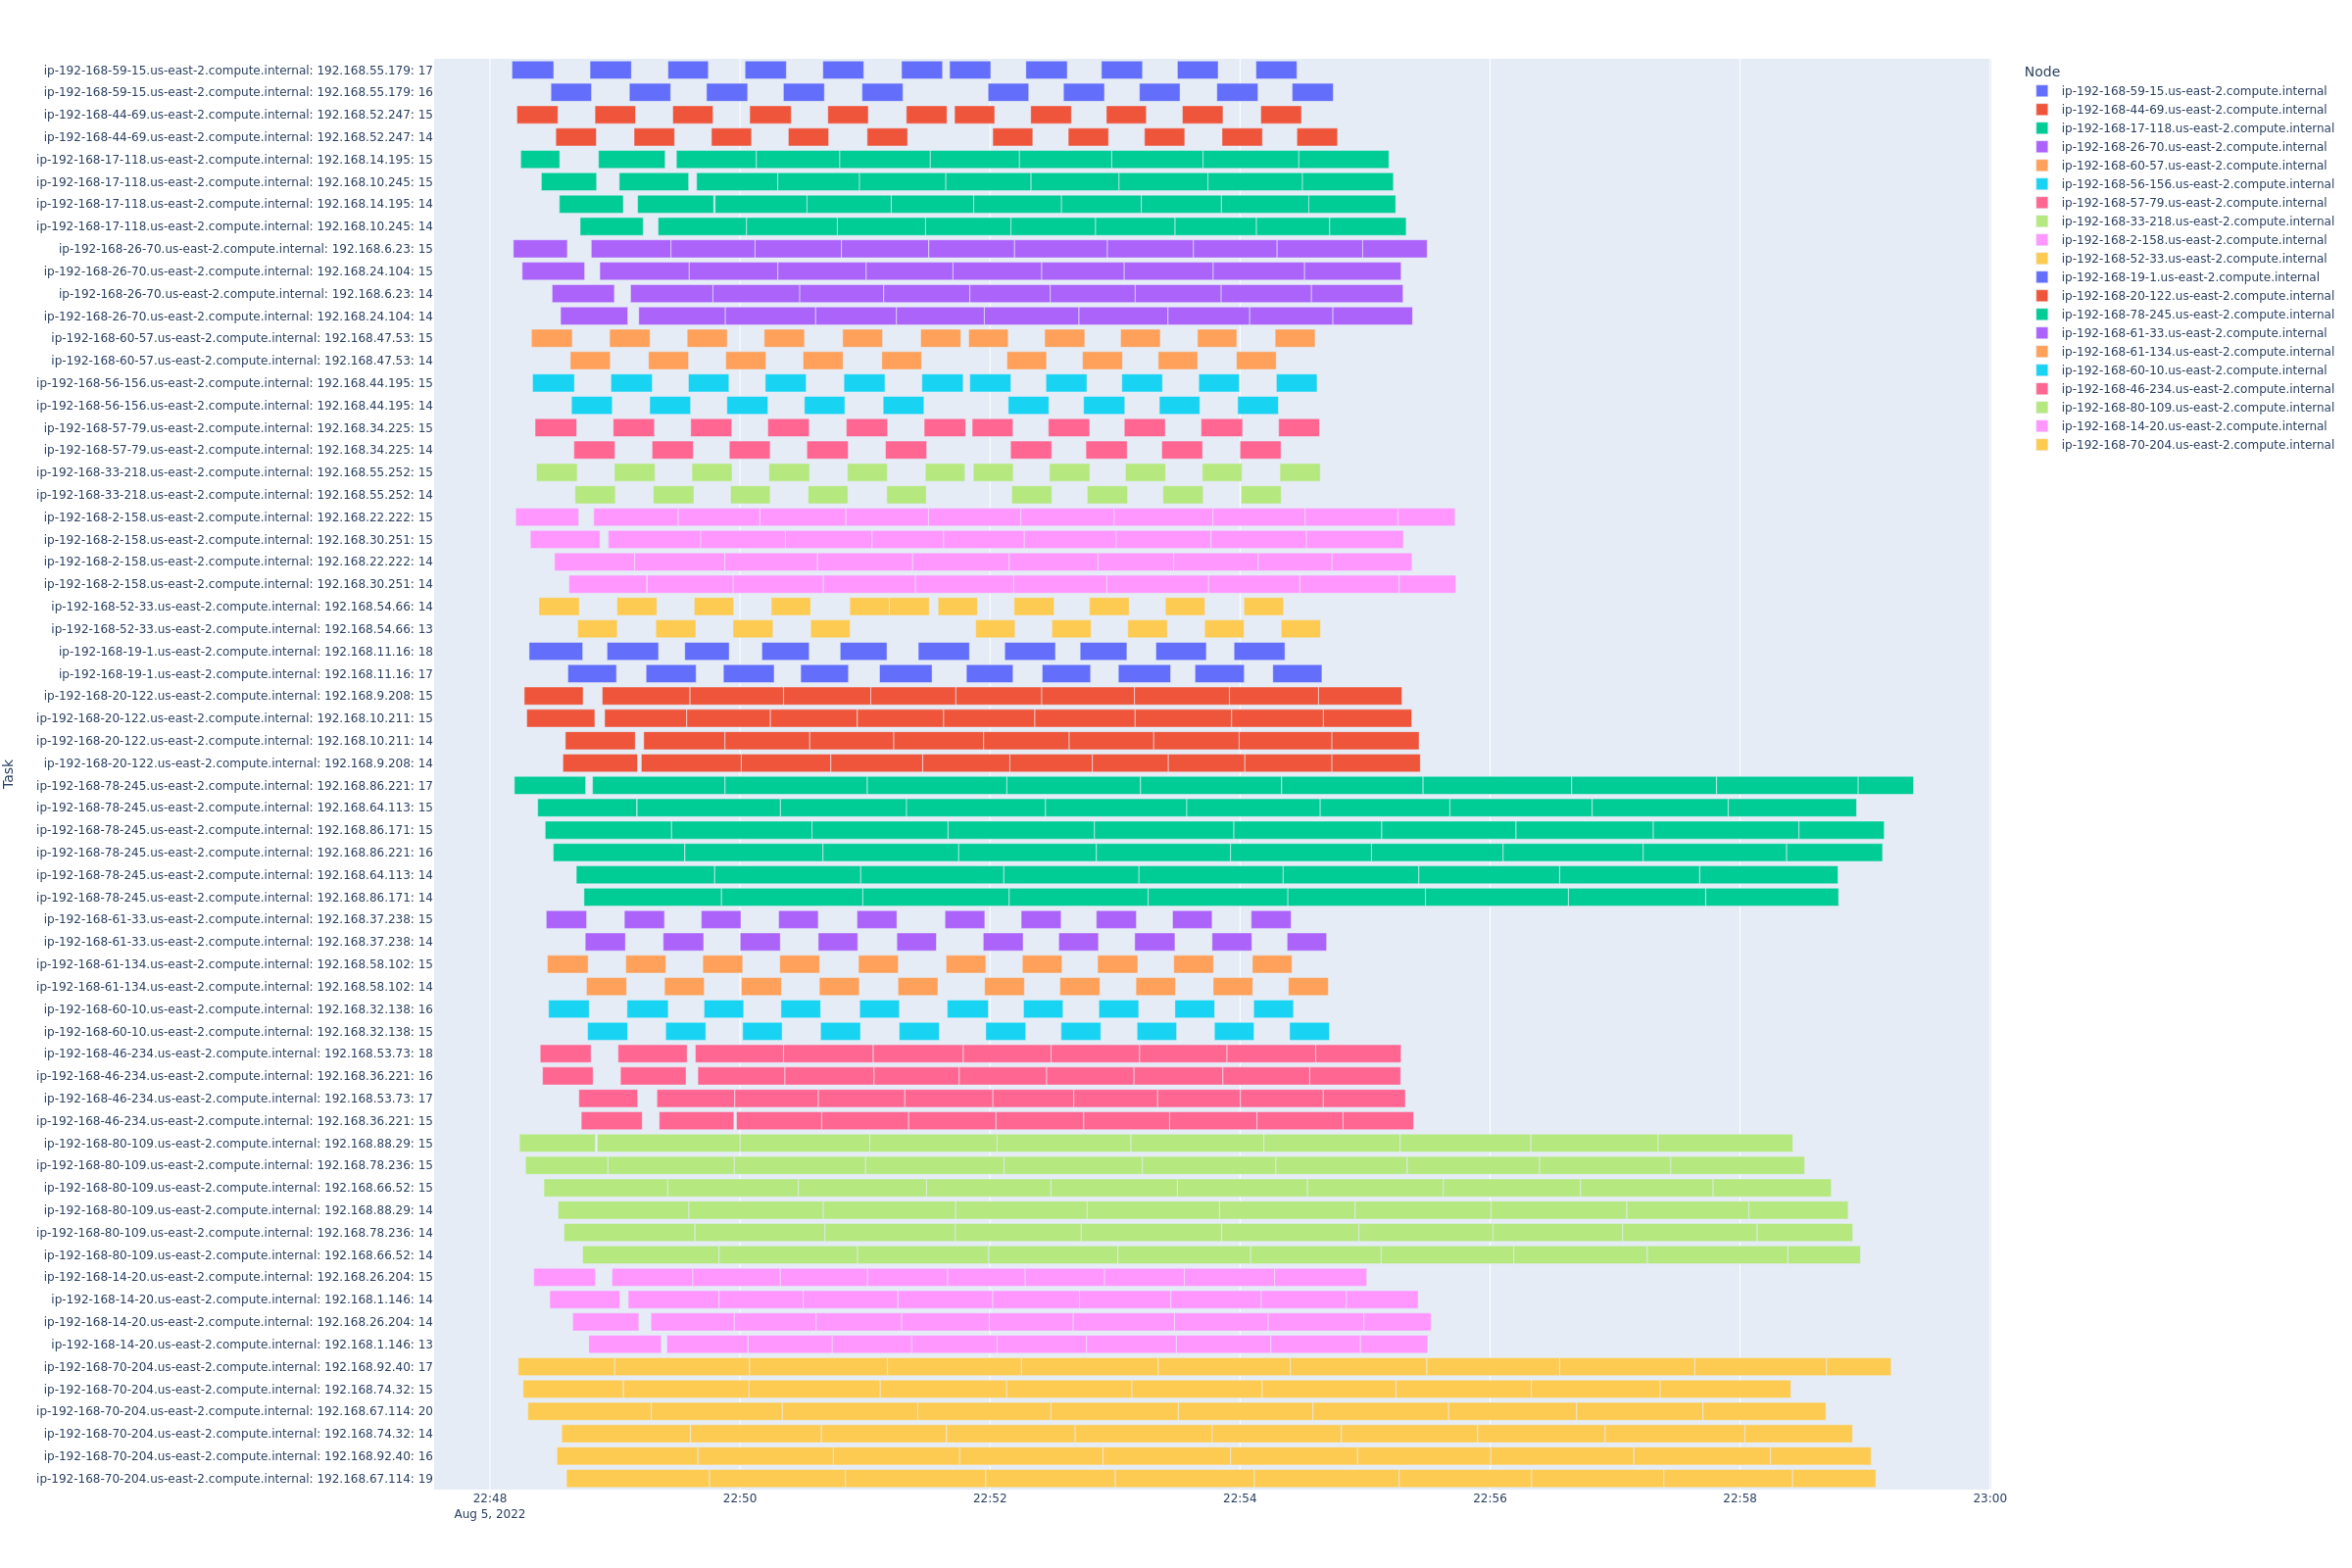 ip-192-168-59-15.us-east-2.compute.internal: 192.168.55.179: 17
ip-192-168-59-15.us-east-2.compute.internal: 192.168.55.179: 16
ip-192-168-44-69.us-east-2.compute.internal: 192.168.52.247: 15
ip-192-168-44-69.us-east-2.compute.internal: 192.168.52.247: 14
ip-192-168-17-118.us-east-2.compute.internal: 192.168.14.195: 15
ip-192-168-17-118.us-east-2.compute.internal: 192.168.10.245: 15
ip-192-168-17-118.us-east-2.compute.internal: 192.168.14.195: 14
ip-192-168-17-118.us-east-2.compute.internal: 192.168.10.245: 14
ip-192-168-26-70.us-east-2.compute.internal: 192.168.6.23: 15
ip-192-168-26-70.us-east-2.compute.internal: 192.168.24.104: 15
ip-192-168-26-70.us-east-2.compute.internal: 192.168.6.23: 14
ip-192-168-26-70.us-east-2.compute.internal: 192.168.24.104: 14
ip-192-168-60-57.us-east-2.compute.internal: 192.168.47.53: 15
ip-192-168-60-57.us-east-2.compute.internal: 192.168.47.53: 14
ip-192-168-56-156.us-east-2.compute.internal: 192.168.44.195: 15
ip-192-168-56-156.us-east-2.compute.internal: 192.168.44.195: 14
ip-192-168-57-79.us-east-2.compute.internal: 192.168.34.225: 15
ip-192-168-57-79.us-east-2.compute.internal: 192.168.34.225: 14
ip-192-168-33-218.us-east-2.compute.internal: 192.168.55.252: 15
ip-192-168-33-218.us-east-2.compute.internal: 192.168.55.252: 14
ip-192-168-2-158.us-east-2.compute.internal: 192.168.22.222: 15
ip-192-168-2-158.us-east-2.compute.internal: 192.168.30.251: 15
ip-192-168-2-158.us-east-2.compute.internal: 192.168.22.222: 14
ip-192-168-2-158.us-east-2.compute.internal: 192.168.30.251: 14
ip-192-168-52-33.us-east-2.compute.internal: 192.168.54.66: 14
ip-192-168-52-33.us-east-2.compute.internal: 192.168.54.66: 13
ip-192-168-19-1.us-east-2.compute.internal: 192.168.11.16: 18
ip-192-168-19-1.us-east-2.compute.internal: 192.168.11.16: 17
ip-192-168-20-122.us-east-2.compute.internal: 192.168.9.208: 15
ip-192-168-20-122.us-east-2.compute.internal: 192.168.10.211: 15
ip-192-168-20-122.us-east-2.compute.internal: 192.168.10.211: 14
ip-192-168-20-122.us-east-2.compute.internal: 192.168.9.208: 14
ip-192-168-78-245.us-east-2.compute.internal: 192.168.86.221: 17
ip-192-168-78-245.us-east-2.compute.internal: 192.168.64.113: 15
ip-192-168-78-245.us-east-2.compute.internal: 192.168.86.171: 15
ip-192-168-78-245.us-east-2.compute.internal: 192.168.86.221: 16
ip-192-168-78-245.us-east-2.compute.internal: 192.168.64.113: 14
ip-192-168-78-245.us-east-2.compute.internal: 192.168.86.171: 14
ip-192-168-61-33.us-east-2.compute.internal: 192.168.37.238: 15
ip-192-168-61-33.us-east-2.compute.internal: 192.168.37.238: 14
ip-192-168-61-134.us-east-2.compute.internal: 192.168.58.102: 15
ip-192-168-61-134.us-east-2.compute.internal: 192.168.58.102: 14
ip-192-168-60-10.us-east-2.compute.internal: 192.168.32.138: 16
ip-192-168-60-10.us-east-2.compute.internal: 192.168.32.138: 15
ip-192-168-46-234.us-east-2.compute.internal: 192.168.53.73: 18
ip-192-168-46-234.us-east-2.compute.internal: 192.168.36.221: 16
ip-192-168-46-234.us-east-2.compute.internal: 192.168.53.73: 17
ip-192-168-46-234.us-east-2.compute.internal: 192.168.36.221: 15
ip-192-168-80-109.us-east-2.compute.internal: 192.168.88.29: 15
ip-192-168-80-109.us-east-2.compute.internal: 192.168.78.236: 15
ip-192-168-80-109.us-east-2.compute.internal: 192.168.66.52: 15
ip-192-168-80-109.us-east-2.compute.internal: 192.168.88.29: 14
ip-192-168-80-109.us-east-2.compute.internal: 192.168.78.236: 14
ip-192-168-80-109.us-east-2.compute.internal: 192.168.66.52: 14
ip-192-168-14-20.us-east-2.compute.internal: 192.168.26.204: 15
ip-192-168-14-20.us-east-2.compute.internal: 192.168.1.146: 14
ip-192-168-14-20.us-east-2.compute.internal: 192.168.26.204: 14
ip-192-168-14-20.us-east-2.compute.internal: 192.168.1.146: 13
ip-192-168-70-204.us-east-2.compute.internal: 192.168.92.40: 17
ip-192-168-70-204.us-east-2.compute.internal: 192.168.74.32: 15
ip-192-168-70-204.us-east-2.compute.internal: 192.168.67.114: 20
ip-192-168-70-204.us-east-2.compute.internal: 192.168.74.32: 14
ip-192-168-70-204.us-east-2.compute.internal: 192.168.92.40: 16
ip-192-168-70-204.us-east-2.compute.internal: 192.168.67.114: 19
Task
22:48
Aug 5, 2022
22:50
22:52
22:54
22:56
22:58
23:00
Node
ip-192-168-59-15.us-east-2.compute.internal
ip-192-168-44-69.us-east-2.compute.internal
ip-192-168-17-118.us-east-2.compute.internal
ip-192-168-26-70.us-east-2.compute.internal
ip-192-168-60-57.us-east-2.compute.internal
ip-192-168-56-156.us-east-2.compute.internal
ip-192-168-57-79.us-east-2.compute.internal
ip-192-168-33-218.us-east-2.compute.internal
ip-192-168-2-158.us-east-2.compute.internal
ip-192-168-52-33.us-east-2.compute.internal
ip-192-168-19-1.us-east-2.compute.internal
ip-192-168-20-122.us-east-2.compute.internal
ip-192-168-78-245.us-east-2.compute.internal
ip-192-168-61-33.us-east-2.compute.internal
ip-192-168-61-134.us-east-2.compute.internal
ip-192-168-60-10.us-east-2.compute.internal
ip-192-168-46-234.us-east-2.compute.internal
ip-192-168-80-109.us-east-2.compute.internal
ip-192-168-14-20.us-east-2.compute.internal
ip-192-168-70-204.us-east-2.compute.internal